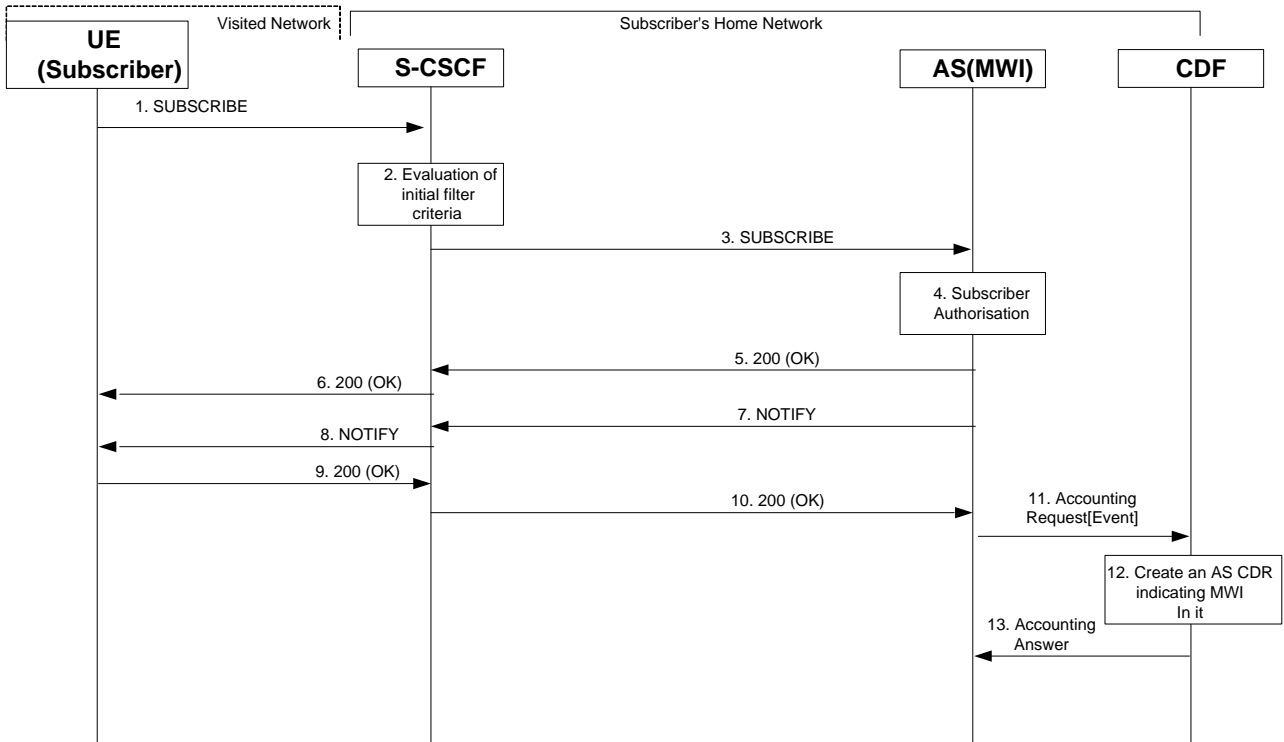 Visited Network
Subscriber's Home Network
UE
(Subscriber)
S-CSCF
AS(MWI)
CDF
1. SUBSCRIBE
2. Evaluation of
initial filter
criteria
3. SUBSCRIBE
4. Subscriber
Authorisation
5. 200 (OK)
6. 200 (OK)
7. NOTIFY
8. NOTIFY
9. 200 (OK)
10. 200 (OK)
11. Accounting
Request[Event]
12. Create an AS CDR
indicating MWI
In it
13. Accounting
Answer